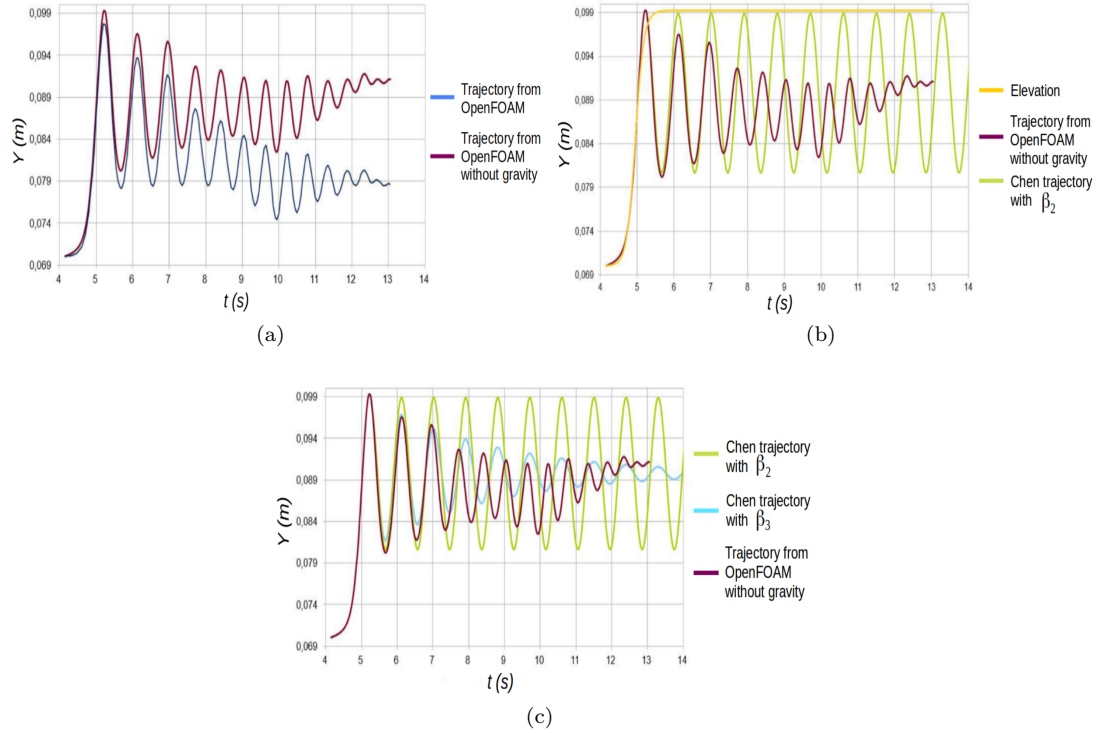 0,099
0,094
0,089
0,084
0,079
0,074
0,069
Y (m)
4 5 6 7 8 9 10 11 12 13 14
t (s)
Trajectory from
OpenFOAM
Trajectory from
OpenFOAM
without gravity
(a)
0,099
0,094
0,089
0,084
0,079
0,074
0,069
Y (m)
4 5 6 7 8 9 10 11 12 13 14
t (s)
Elevation
Trajectory from
OpenFOAM
without gravity
Chen trajectory
with β2
(b)
0,099
0,094
0,089
0,084
0,079
0,074
0,069
Y (m)
4 5 6 7 8 9 10 11 12 13 14
t (s)
Chen trajectory
with β2
Chen trajectory
with β3
Trajectory from
OpenFOAM
without gravity
(c)